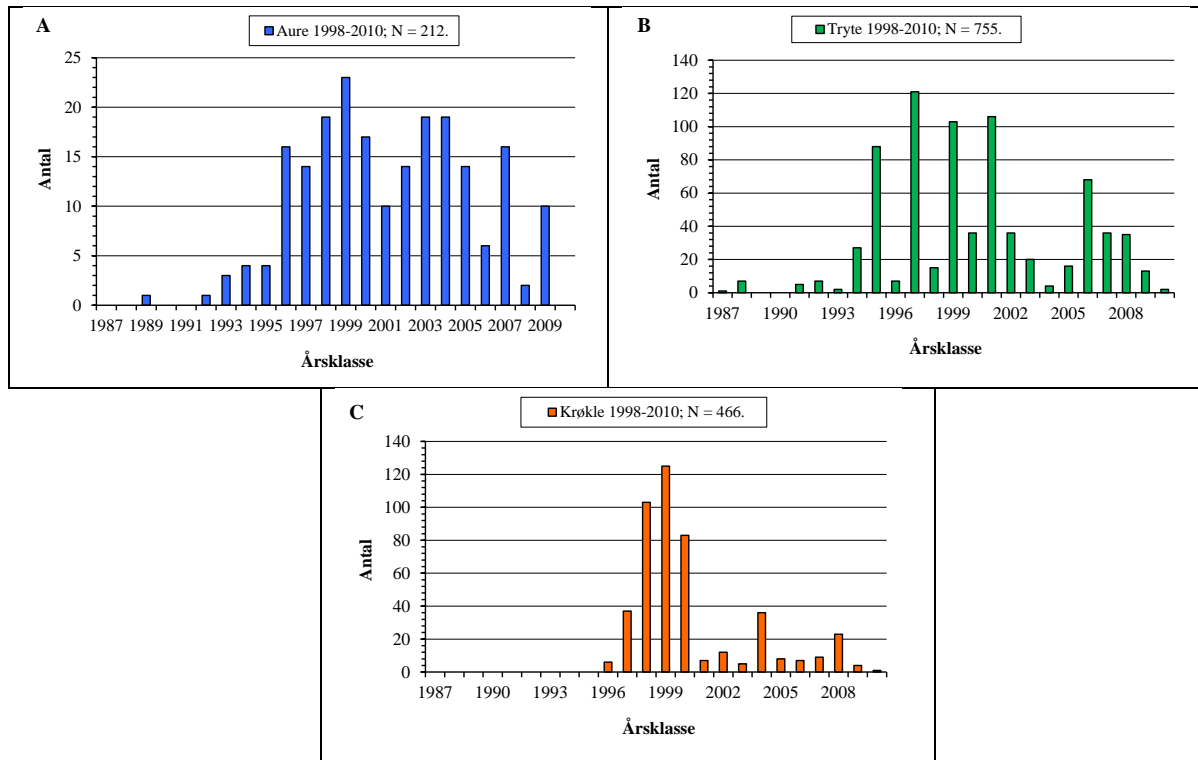 A
Aure 1998-2010; N = 212.
25
20
15
10
5
0
Antal
1987 1989 1991 1993 1995 1997 1999 2001 2003 2005 2007 2009
Årsklasse
B
Tryte 1998-2010; N = 755.
140
120
100
80
60
40
20
0
Antal
1987 1990 1993 1996 1999 2002 2005 2008
Årsklasse
C
Krøkle 1998-2010; N = 466.
140
120
100
80
60
40
20
0
Antal
1987 1990 1993 1996 1999 2002 2005 2008
Årsklasse